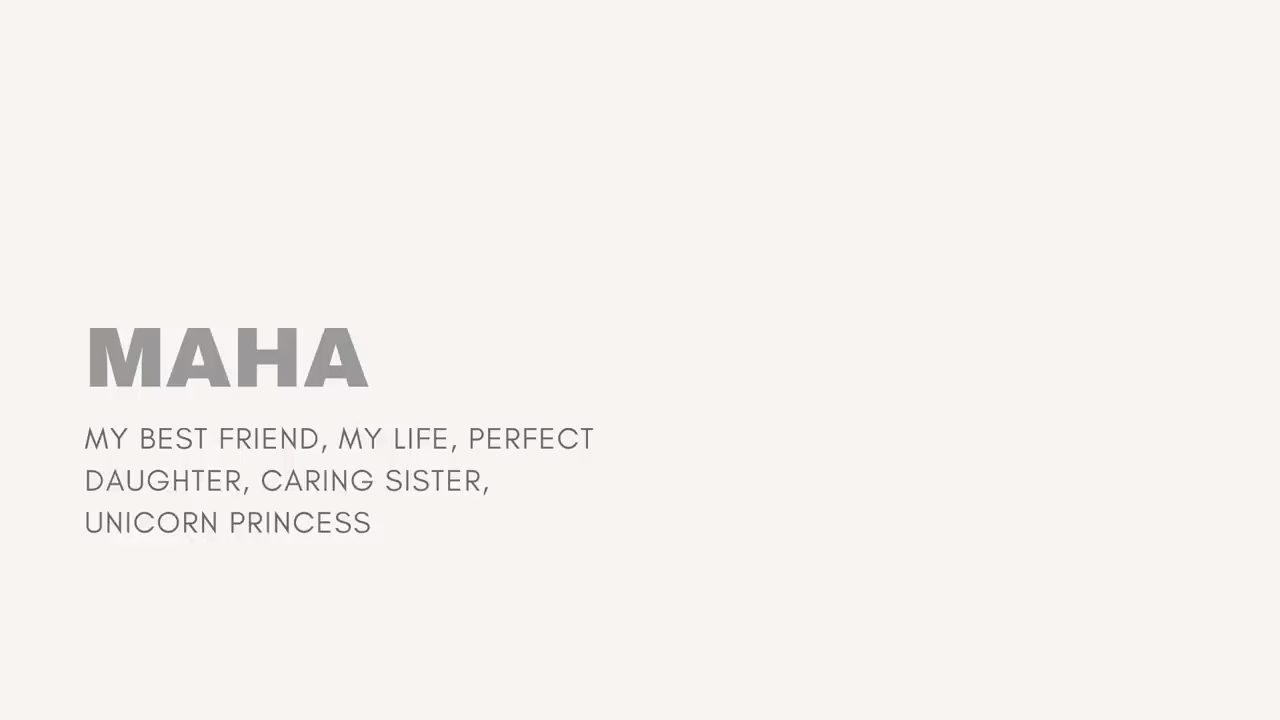 MAHA
MY BEST FRIEND, MY LIFE, PERFECT
DAUGHTER, CARING SISTER,
UNICORN PRINCESS